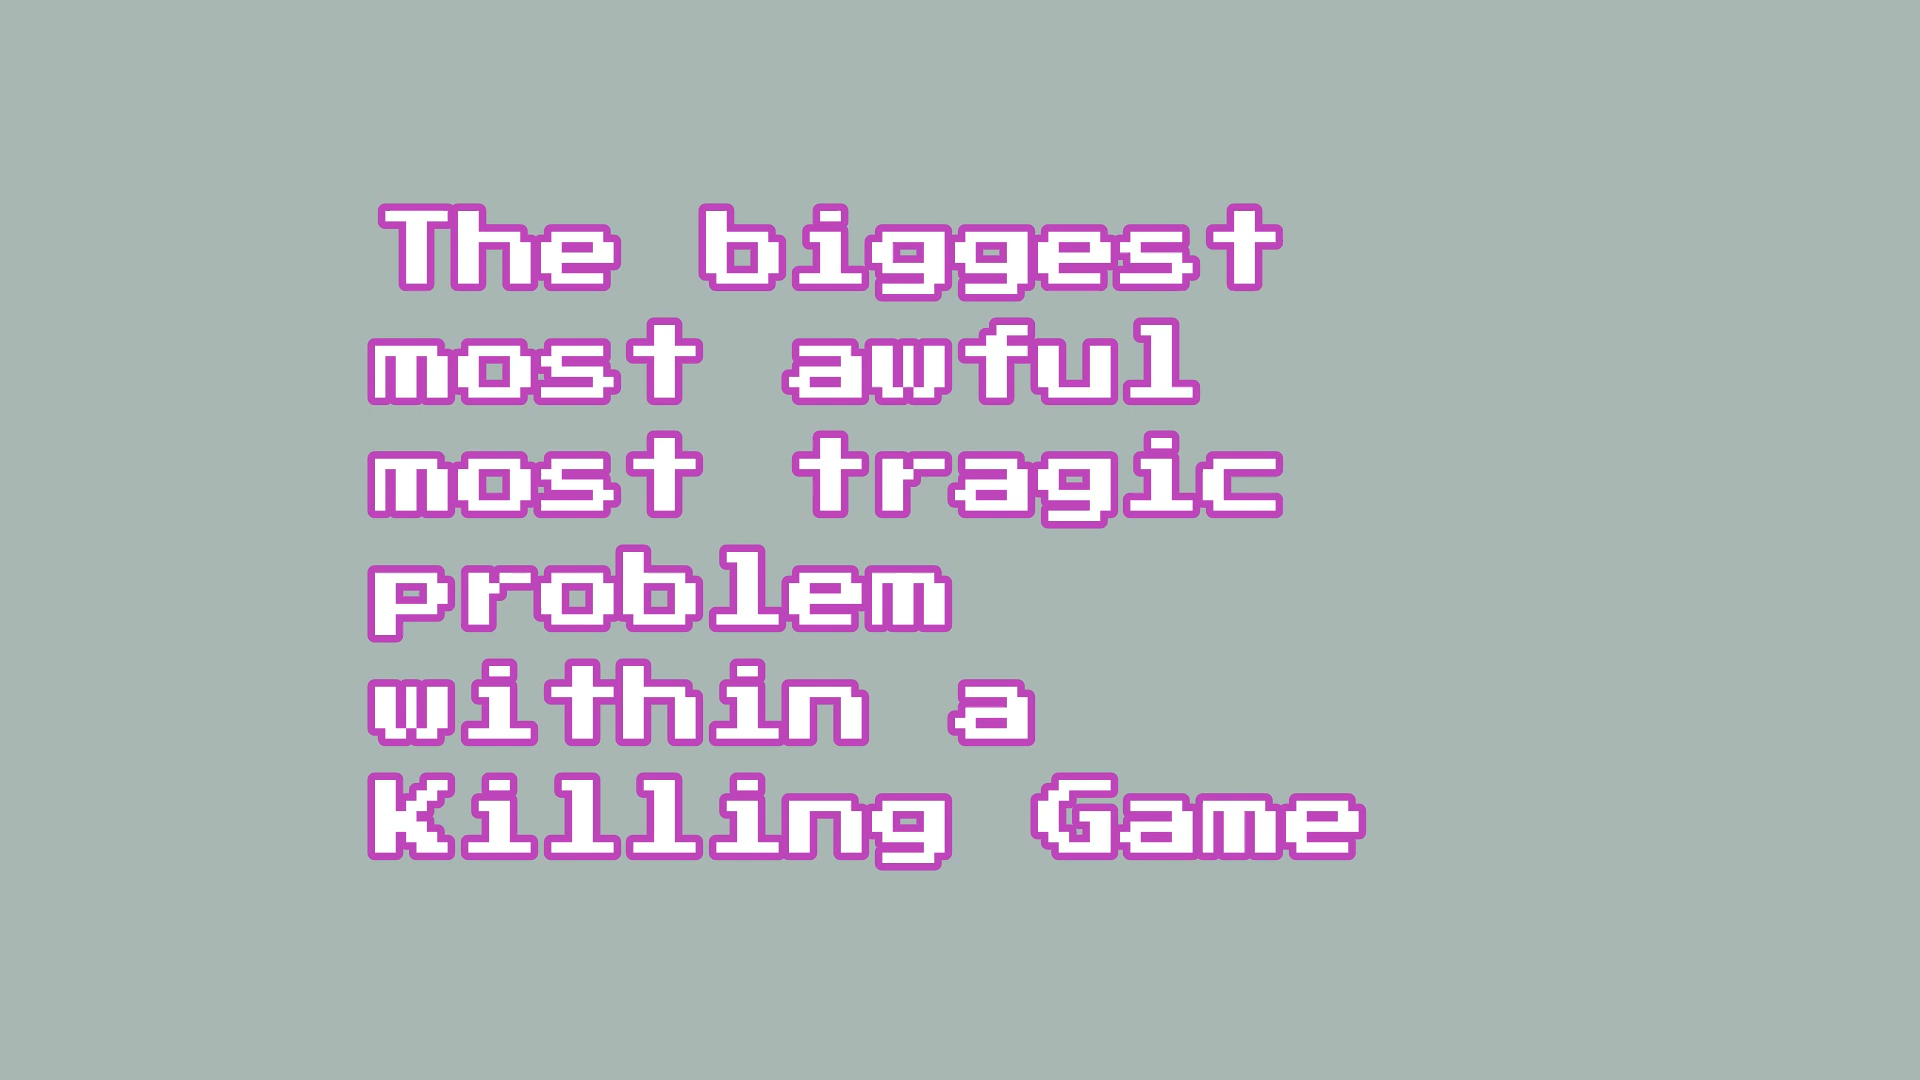 The biggest
most awful
most tragic
problem
within a
Killing Game